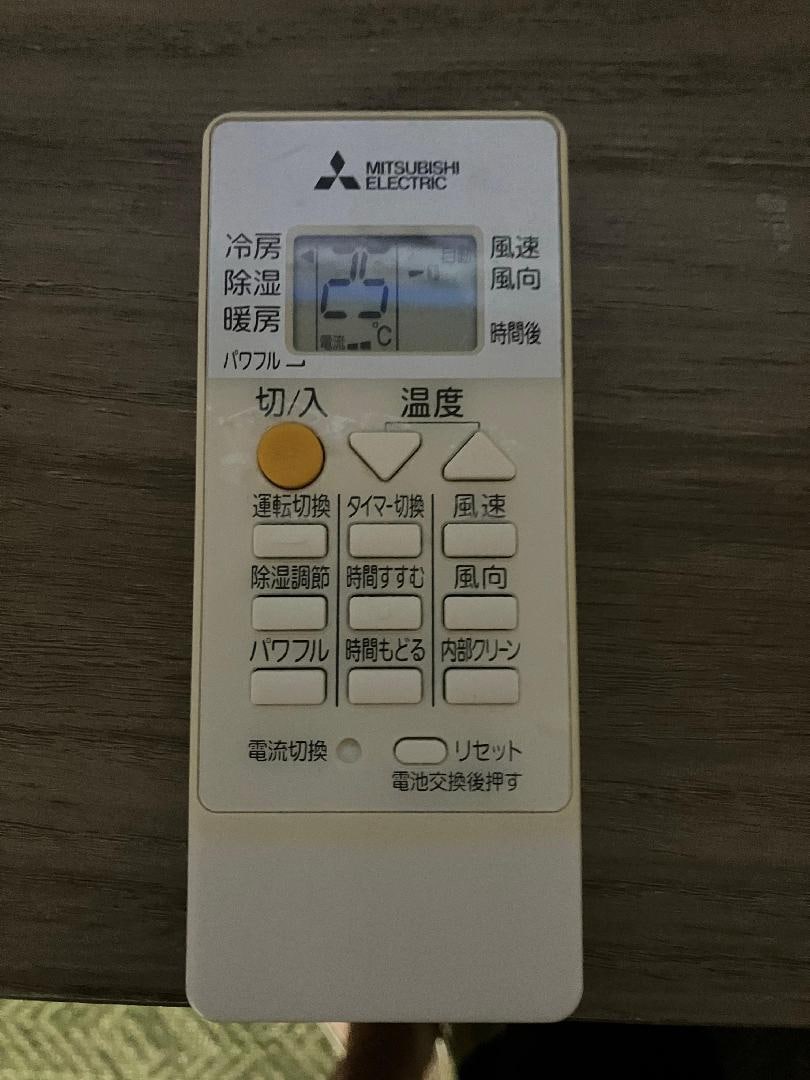 MITSUBISHI
ELECTRIC
冷房
除湿
暖房
パワフル
自動
25
℃
電流
風速
風向
時間後
切/入
温度
運転切換
タイマー切換
風速
除湿調節
時間すすむ
風向
パワフル
時間もどる
内部クリーン
電流切換
リセット
電池交換後押す